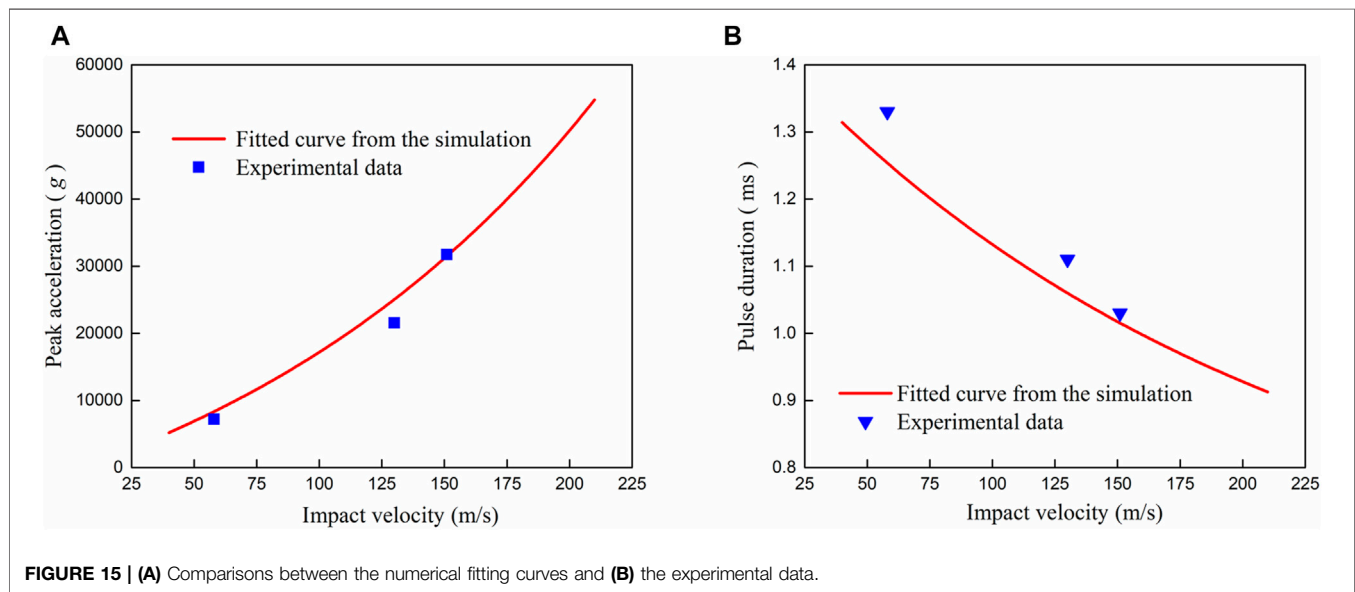 A
60000
50000
40000
30000
20000
10000
0
25 50 75 100 125 150 175 200 225
Peak acceleration ( g )
Impact velocity (m/s)
Fitted curve from the simulation
Experimental data
B
1.4
1.3
1.2
1.1
1.0
0.9
0.8
25 50 75 100 125 150 175 200 225
Pulse duration ( ms )
Impact velocity (m/s)
Fitted curve from the simulation
Experimental data
FIGURE 15 | (A) Comparisons between the numerical fitting curves and (B) the experimental data.